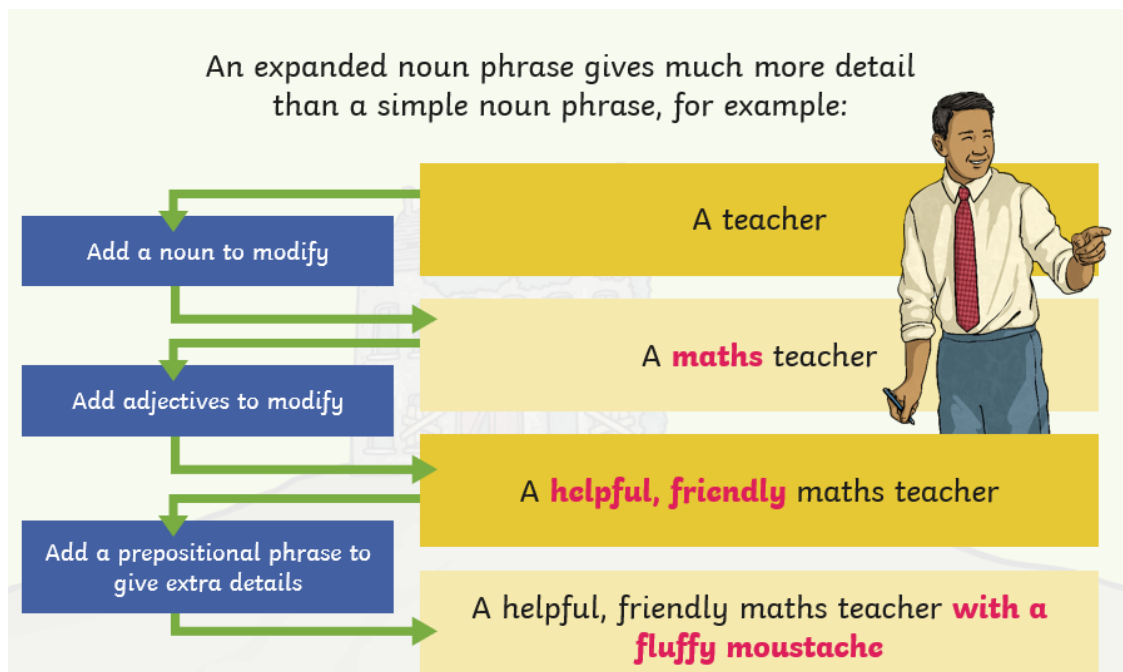 An expanded noun phrase gives much more detail
than a simple noun phrase, for example:
A teacher
Add a noun to modify
A maths teacher
Add adjectives to modify
A helpful, friendly maths teacher
Add a prepositional phrase to
give extra details
A helpful, friendly maths teacher with a
fluffy moustache